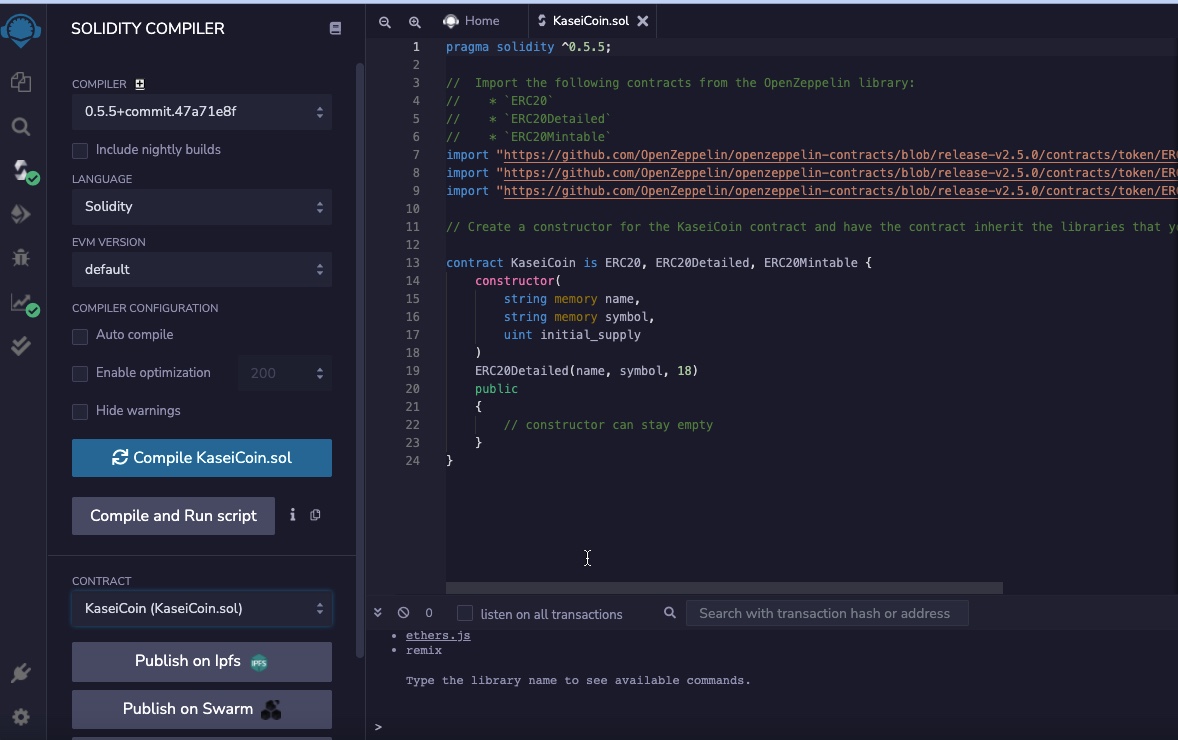 SOLIDITY COMPILER
COMPILER
0.5.5+commit.47a71e8f
Include nightly builds
LANGUAGE
Solidity
EVM VERSION
default
COMPILER CONFIGURATION
Auto compile
Enable optimization
200
Hide warnings
Compile KaseiCoin.sol
Compile and Run script
CONTRACT
KaseiCoin (KaseiCoin.sol)
Publish on Ipfs
IPFS
Publish on Swarm
Home
KaseiCoin.sol
1 pragma solidity ^0.5.5;
2
3 //  Import the following contracts from the OpenZeppelin library:
4 //    * `ERC20`
5 //    * `ERC20Detailed`
6 //    * `ERC20Mintable`
7 import "https://github.com/OpenZeppelin/openzeppelin-contracts/blob/release-v2.5.0/contracts/token/ERC
8 import "https://github.com/OpenZeppelin/openzeppelin-contracts/blob/release-v2.5.0/contracts/token/ERC
9 import "https://github.com/OpenZeppelin/openzeppelin-contracts/blob/release-v2.5.0/contracts/token/ERC
10
11 // Create a constructor for the KaseiCoin contract and have the contract inherit the libraries that y
12
13 contract KaseiCoin is ERC20, ERC20Detailed, ERC20Mintable {
14     constructor(
15         string memory name,
16         string memory symbol,
17         uint initial_supply
18     )
19     ERC20Detailed(name, symbol, 18)
20     public
21     {
22         // constructor can stay empty
23     }
24 }
0
listen on all transactions
Search with transaction hash or address
• ethers.js
• remix
Type the library name to see available commands.
>